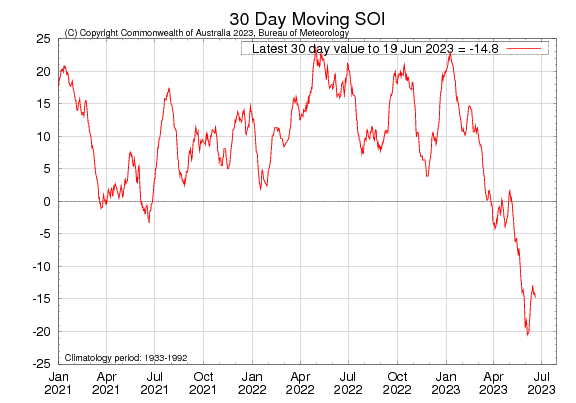 30 Day Moving SOI
(C) Copyright Commonwealth of Australia 2023, Bureau of Meteorology
Latest 30 day value to 19 Jun 2023 = -14.8
25
20
15
10
5
0
-5
-10
-15
-20
-25
Climatology period: 1933-1992
Jan Apr Jul Oct Jan Apr Jul Oct Jan Apr Jul
2021 2021 2021 2021 2022 2022 2022 2022 2023 2023 2023